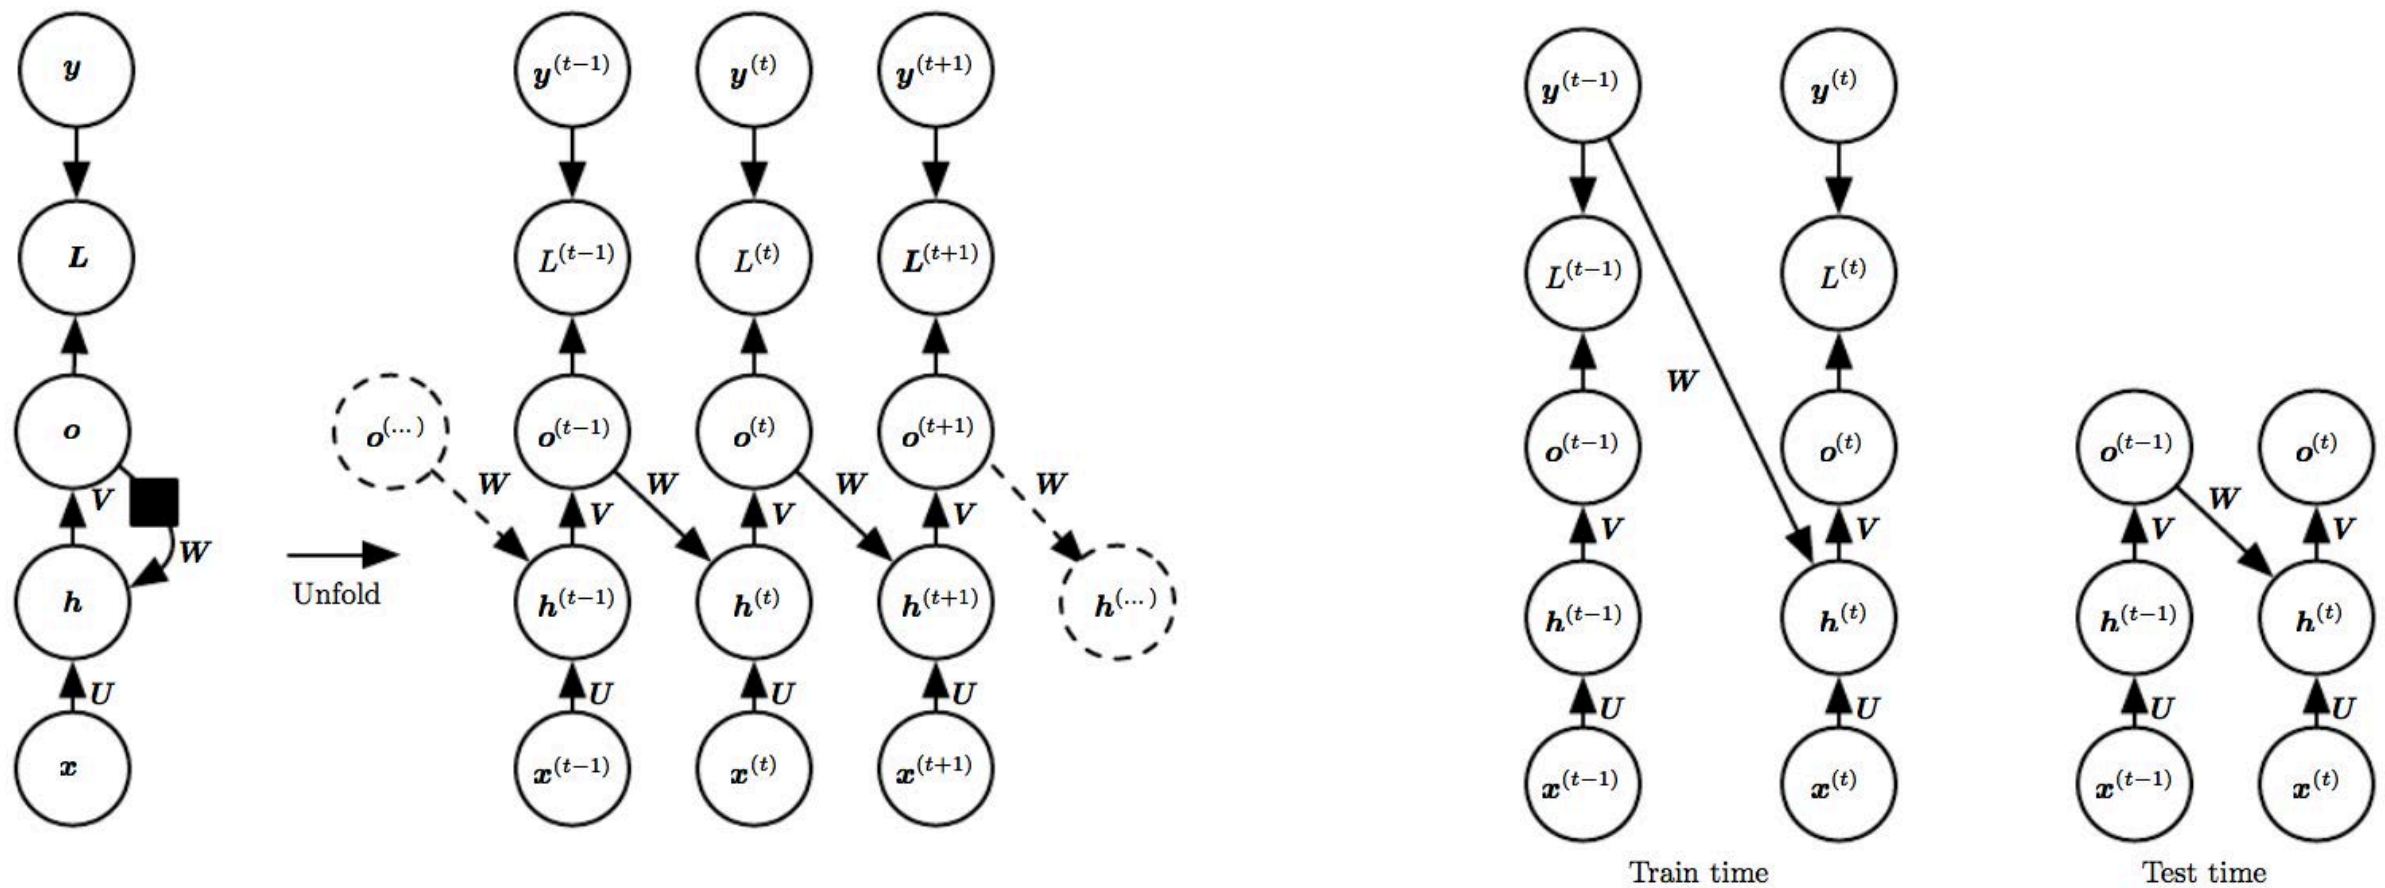 y
L
o
V
W
h
U
x
Unfold
y^(t−1) y^(t) y^(t+1)
L^(t−1) L^(t) L^(t+1)
o^(...) o^(t−1) o^(t) o^(t+1)
W W W W
V V V
h^(t−1) h^(t) h^(t+1) h^(...)
U U U
x^(t−1) x^(t) x^(t+1)
y^(t−1) y^(t)
L^(t−1) L^(t)
W
o^(t−1) o^(t)
V V
h^(t−1) h^(t)
U U
x^(t−1) x^(t)
Train time
o^(t−1) o^(t)
W
V V
h^(t−1) h^(t)
U U
x^(t−1) x^(t)
Test time